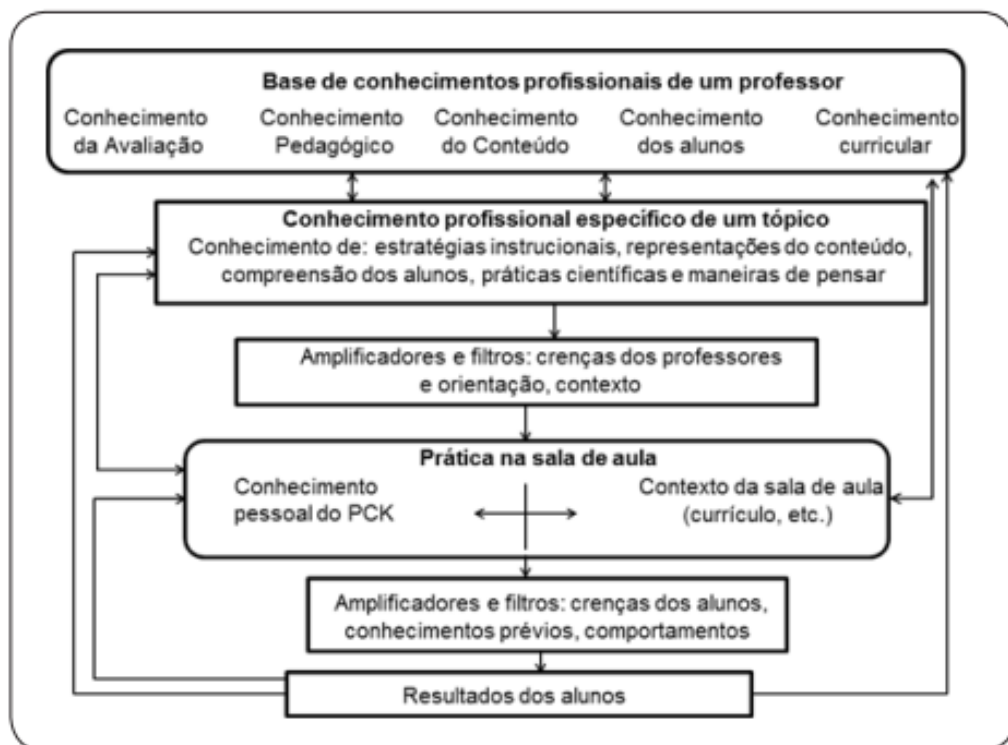 Base de conhecimentos profissionais de um professor
Conhecimento da Avaliação
Conhecimento Pedagógico
Conhecimento do Conteúdo
Conhecimento dos alunos
Conhecimento curricular
Conhecimento profissional específico de um tópico
Conhecimento de: estratégias instrucionais, representações do conteúdo,
compreensão dos alunos, práticas científicas e maneiras de pensar
Amplificadores e filtros: crenças dos professores
e orientação, contexto
Prática na sala de aula
Conhecimento
pessoal do PCK
Contexto da sala de aula
(currículo, etc.)
Amplificadores e filtros: crenças dos alunos,
conhecimentos prévios, comportamentos
Resultados dos alunos